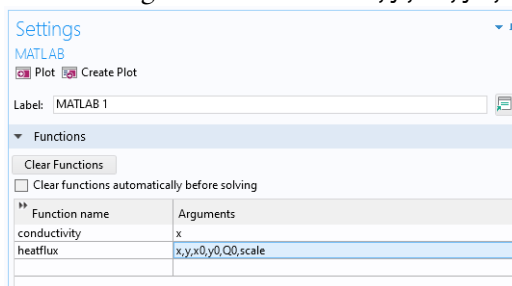 Settings
MATLAB
Plot Create Plot
Label: MATLAB 1
Functions
Clear Functions
Clear functions automatically before solving
Function name Arguments
conductivity x
heatflux x,y,x0,y0,Q0,scale